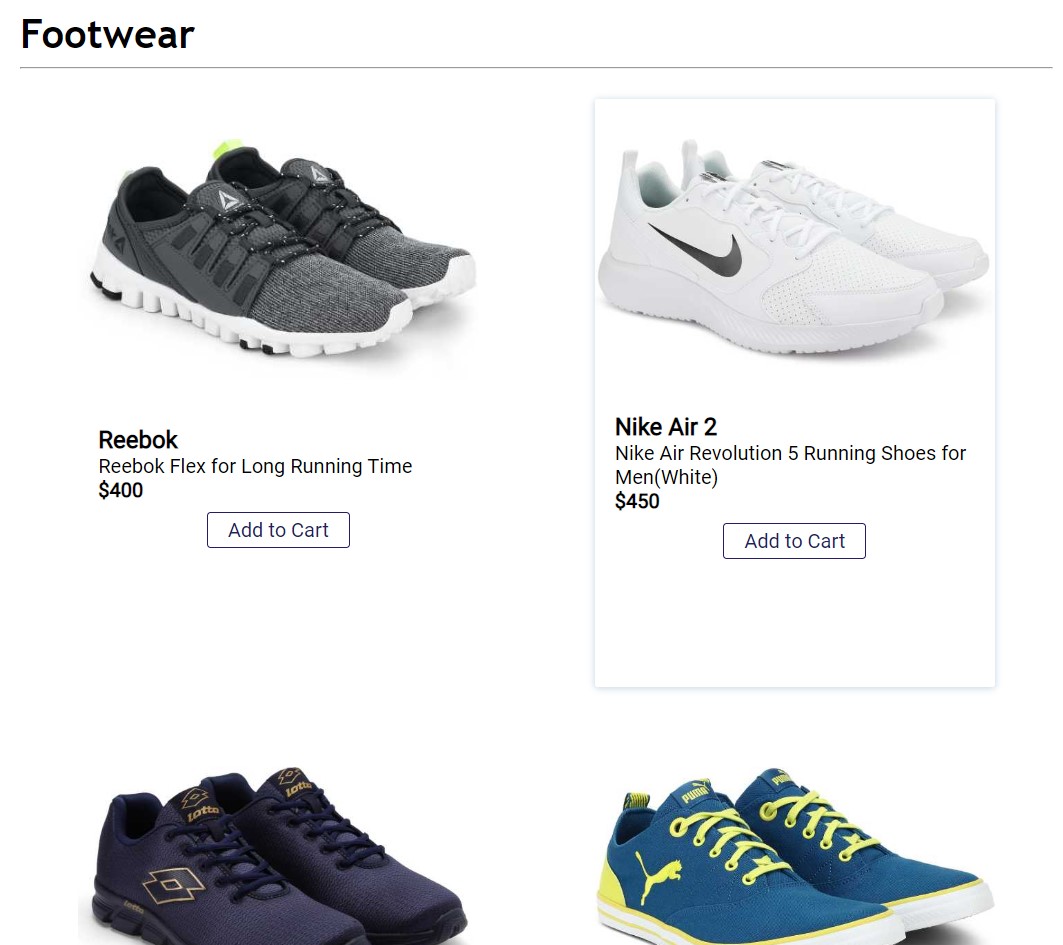 Footwear
Reebok
Reebok Flex for Long Running Time
$400
Add to Cart
Nike Air 2
Nike Air Revolution 5 Running Shoes for
Men(White)
$450
Add to Cart
Lotto
Lotto
Lotto
PUMA
PUMA